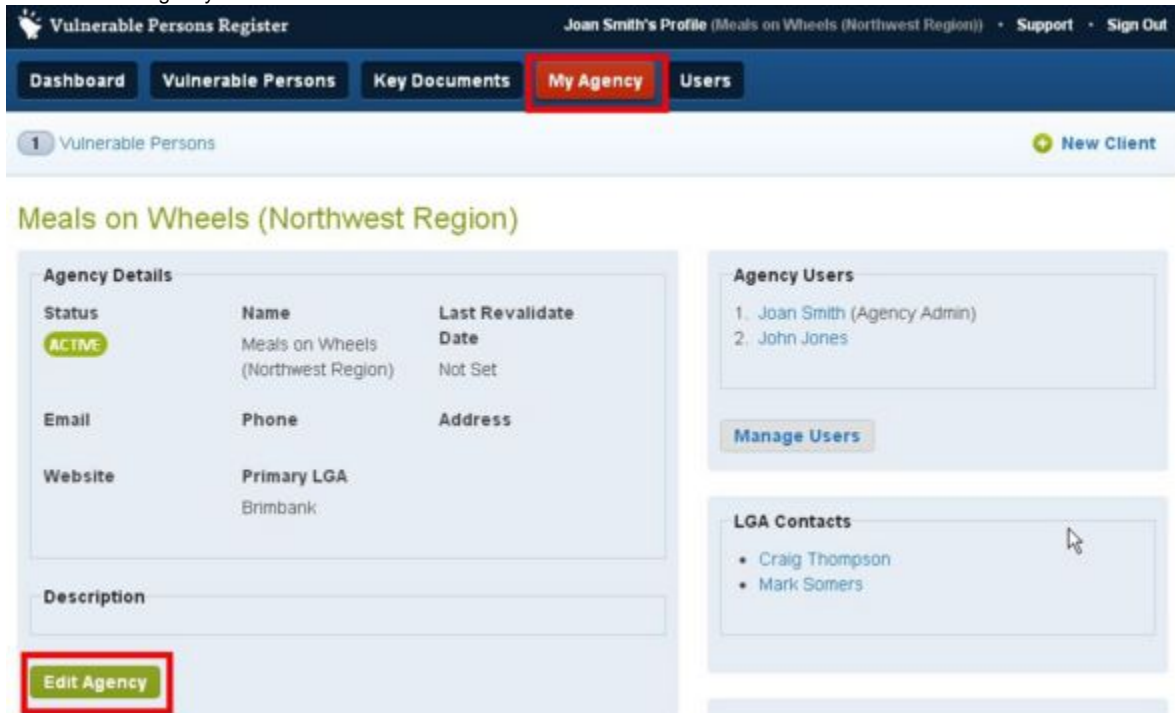 Vulnerable Persons Register
Joan Smith's Profile (Meals on Wheels (Northwest Region)) • Support • Sign Out
Dashboard Vulnerable Persons Key Documents My Agency Users
1 Vulnerable Persons
New Client
Meals on Wheels (Northwest Region)
Agency Details
Status Name Last Revalidate
Date
ACTIVE Meals on Wheels
(Northwest Region) Not Set
Email Phone Address
Website Primary LGA
Brimbank
Description
Edit Agency
Agency Users
1. Joan Smith (Agency Admin)
2. John Jones
Manage Users
LGA Contacts
• Craig Thompson
• Mark Somers